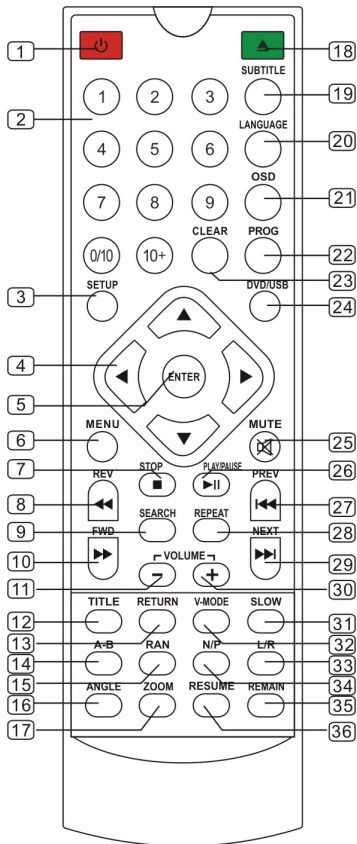 1 18
SUBTITLE
1 2 3 19
2
LANGUAGE
4 5 6 20
OSD
7 8 9 21
CLEAR PROG
0/10 10+ 22
23
SETUP DVD/USB
3 24
4
5 ENTER
MENU MUTE
6 25
7 STOP PLAY/PAUSE 26
REV PREV
8 27
9 SEARCH REPEAT 28
FWD NEXT
10 29
VOLUME
11 - + 30
TITLE RETURN V-MODE SLOW
12 31
13 32
A-B RAN N/P L/R
14 33
15 34
ANGLE ZOOM RESUME REMAIN
16 35
17 36